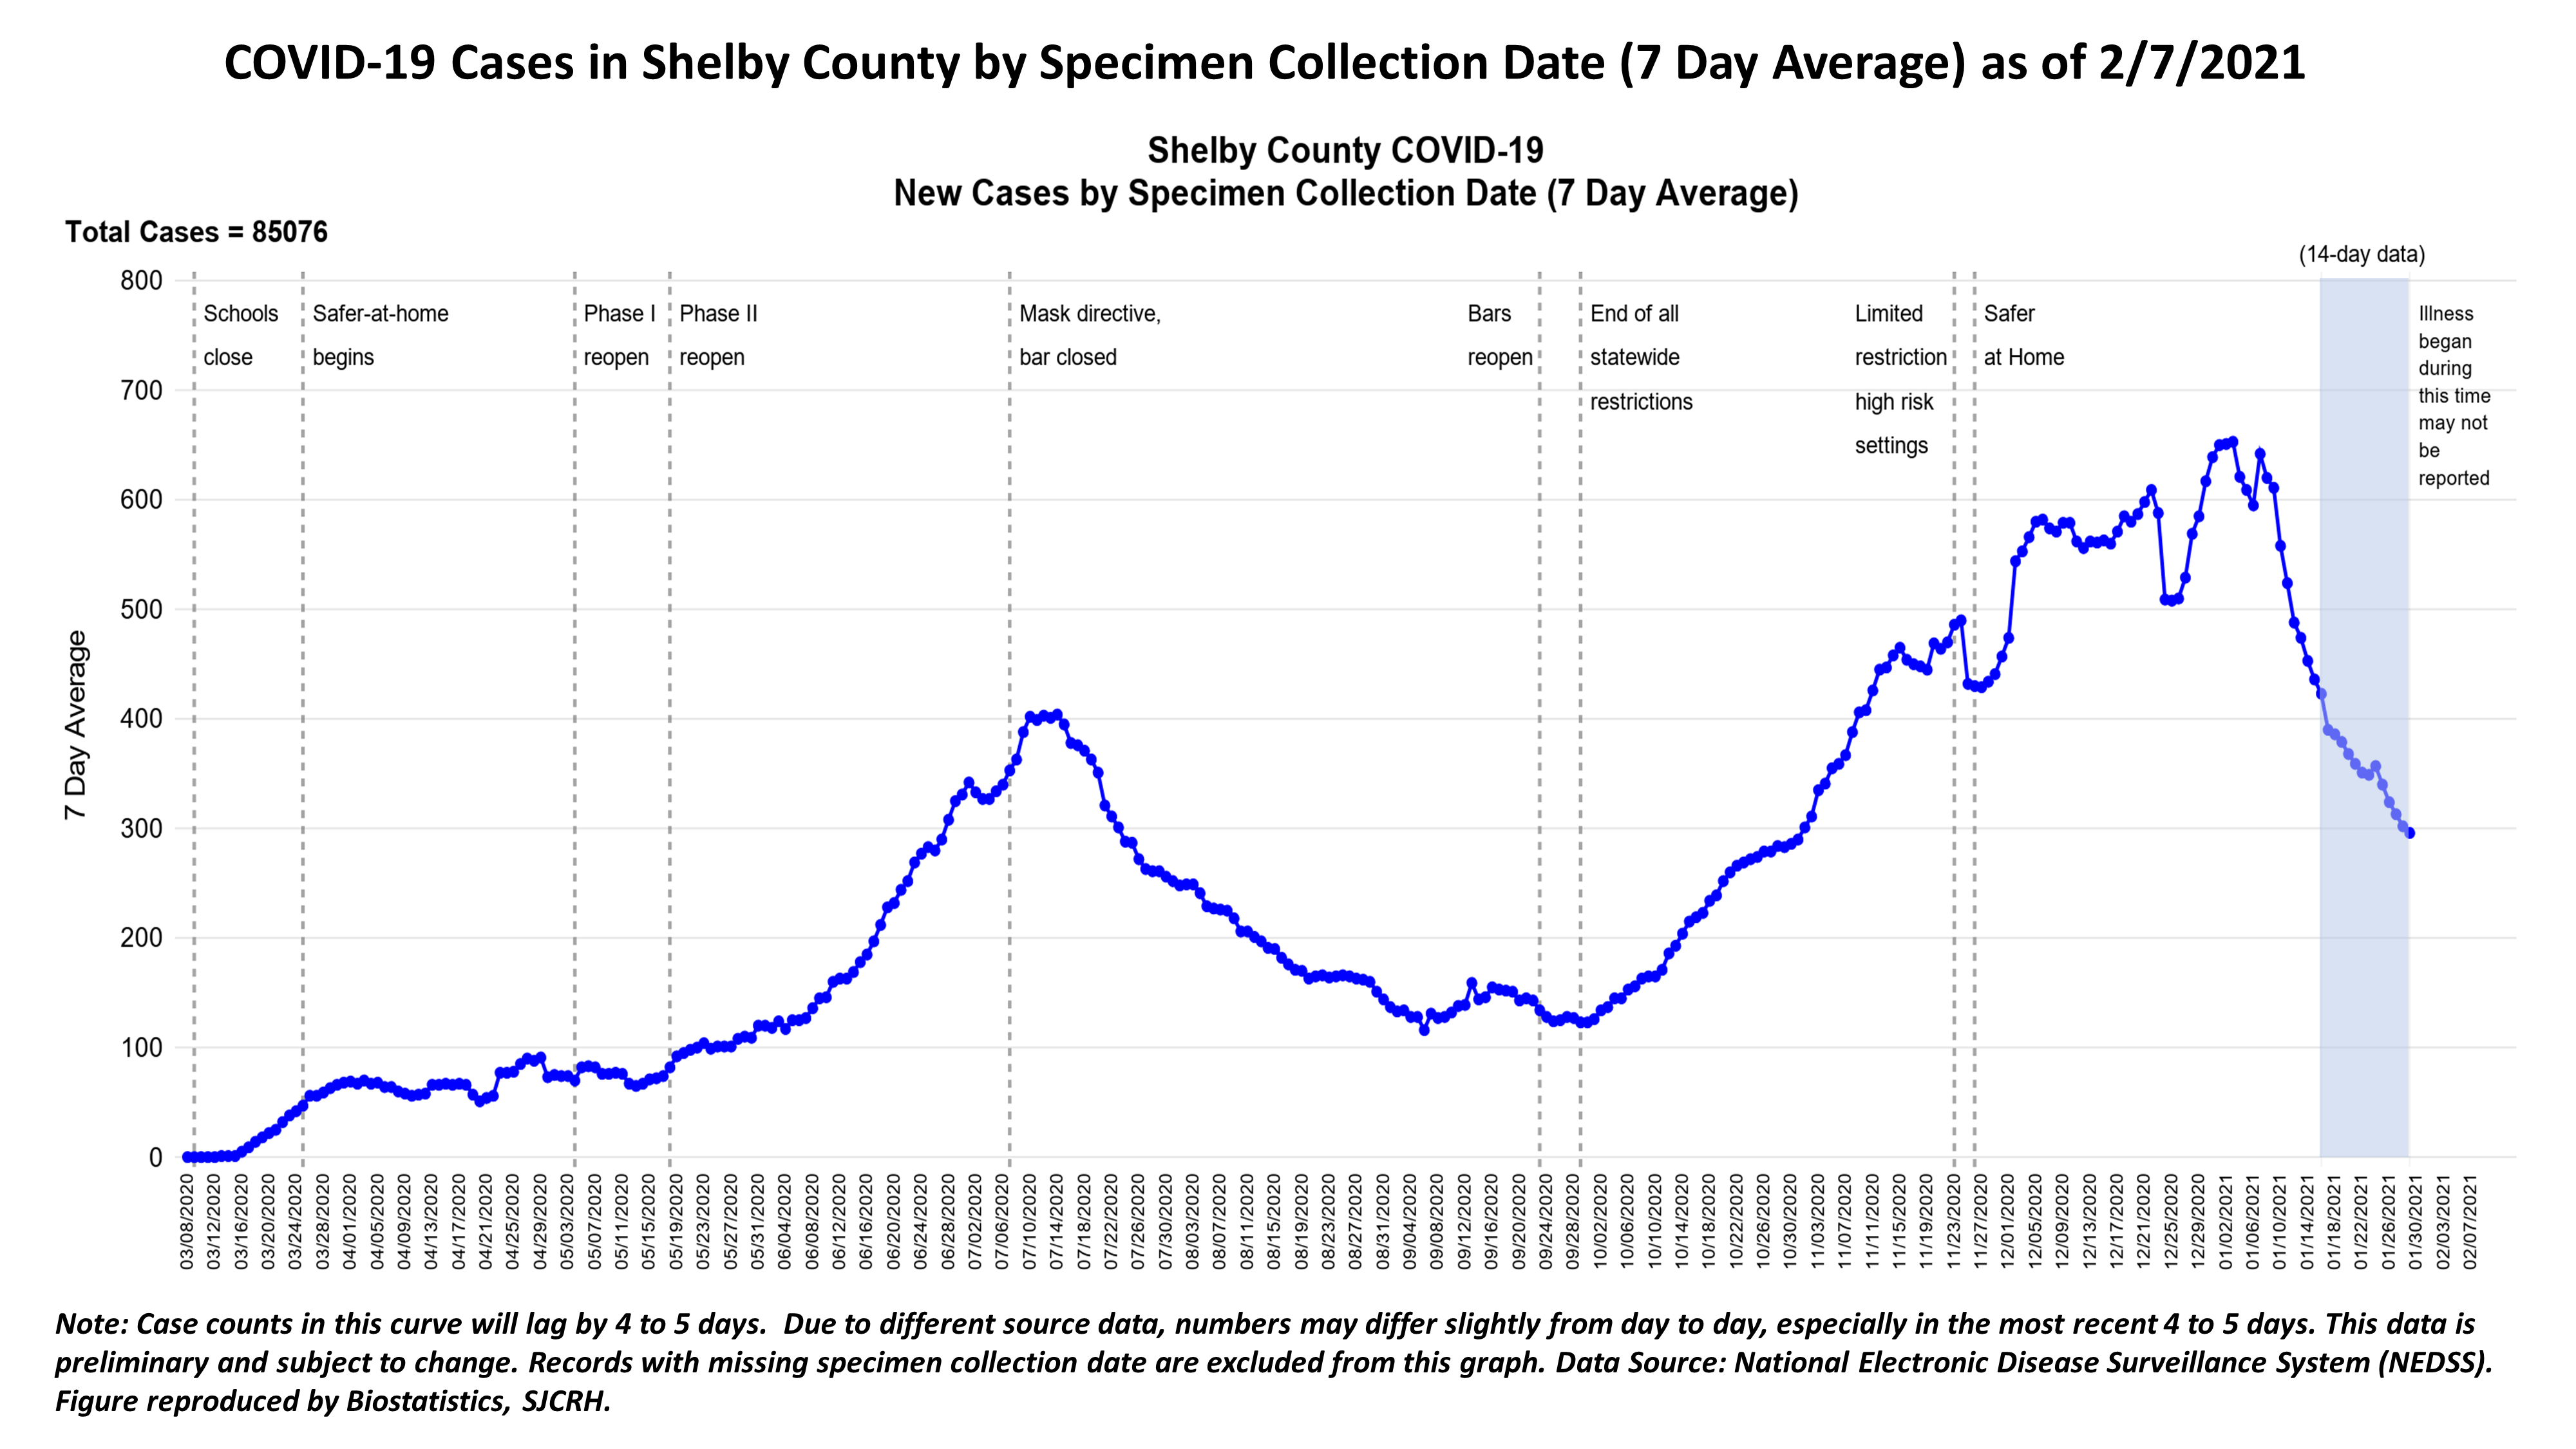 COVID-19 Cases in Shelby County by Specimen Collection Date (7 Day Average) as of 2/7/2021
Shelby County COVID-19
New Cases by Specimen Collection Date (7 Day Average)
Total Cases = 85076
(14-day data)
800
700
600
500
400
300
200
100
0
7 Day Average
Schools
close
Safer-at-home
begins
Phase I
reopen
Phase II
reopen
Mask directive,
bar closed
Bars
reopen
End of all
statewide
restrictions
Limited
restriction
high risk
settings
Safer
at Home
Illness
began
during
this time
may not
be
reported
03/08/2020
03/12/2020
03/16/2020
03/20/2020
03/24/2020
03/28/2020
04/01/2020
04/05/2020
04/09/2020
04/13/2020
04/17/2020
04/21/2020
04/25/2020
04/29/2020
05/03/2020
05/07/2020
05/11/2020
05/15/2020
05/19/2020
05/23/2020
05/27/2020
05/31/2020
06/04/2020
06/08/2020
06/12/2020
06/16/2020
06/20/2020
06/24/2020
06/28/2020
07/02/2020
07/06/2020
07/10/2020
07/14/2020
07/18/2020
07/22/2020
07/26/2020
07/30/2020
08/03/2020
08/07/2020
08/11/2020
08/15/2020
08/19/2020
08/23/2020
08/27/2020
08/31/2020
09/04/2020
09/08/2020
09/12/2020
09/16/2020
09/20/2020
09/24/2020
09/28/2020
10/02/2020
10/06/2020
10/10/2020
10/14/2020
10/18/2020
10/22/2020
10/26/2020
10/30/2020
11/03/2020
11/07/2020
11/11/2020
11/15/2020
11/19/2020
11/23/2020
11/27/2020
12/01/2020
12/05/2020
12/09/2020
12/13/2020
12/17/2020
12/21/2020
12/25/2020
12/29/2020
01/02/2021
01/06/2021
01/10/2021
01/14/2021
01/18/2021
01/22/2021
01/26/2021
01/30/2021
02/03/2021
02/07/2021
Note: Case counts in this curve will lag by 4 to 5 days.  Due to different source data, numbers may differ slightly from day to day, especially in the most recent 4 to 5 days. This data is
preliminary and subject to change. Records with missing specimen collection date are excluded from this graph. Data Source: National Electronic Disease Surveillance System (NEDSS).
Figure reproduced by Biostatistics, SJCRH.